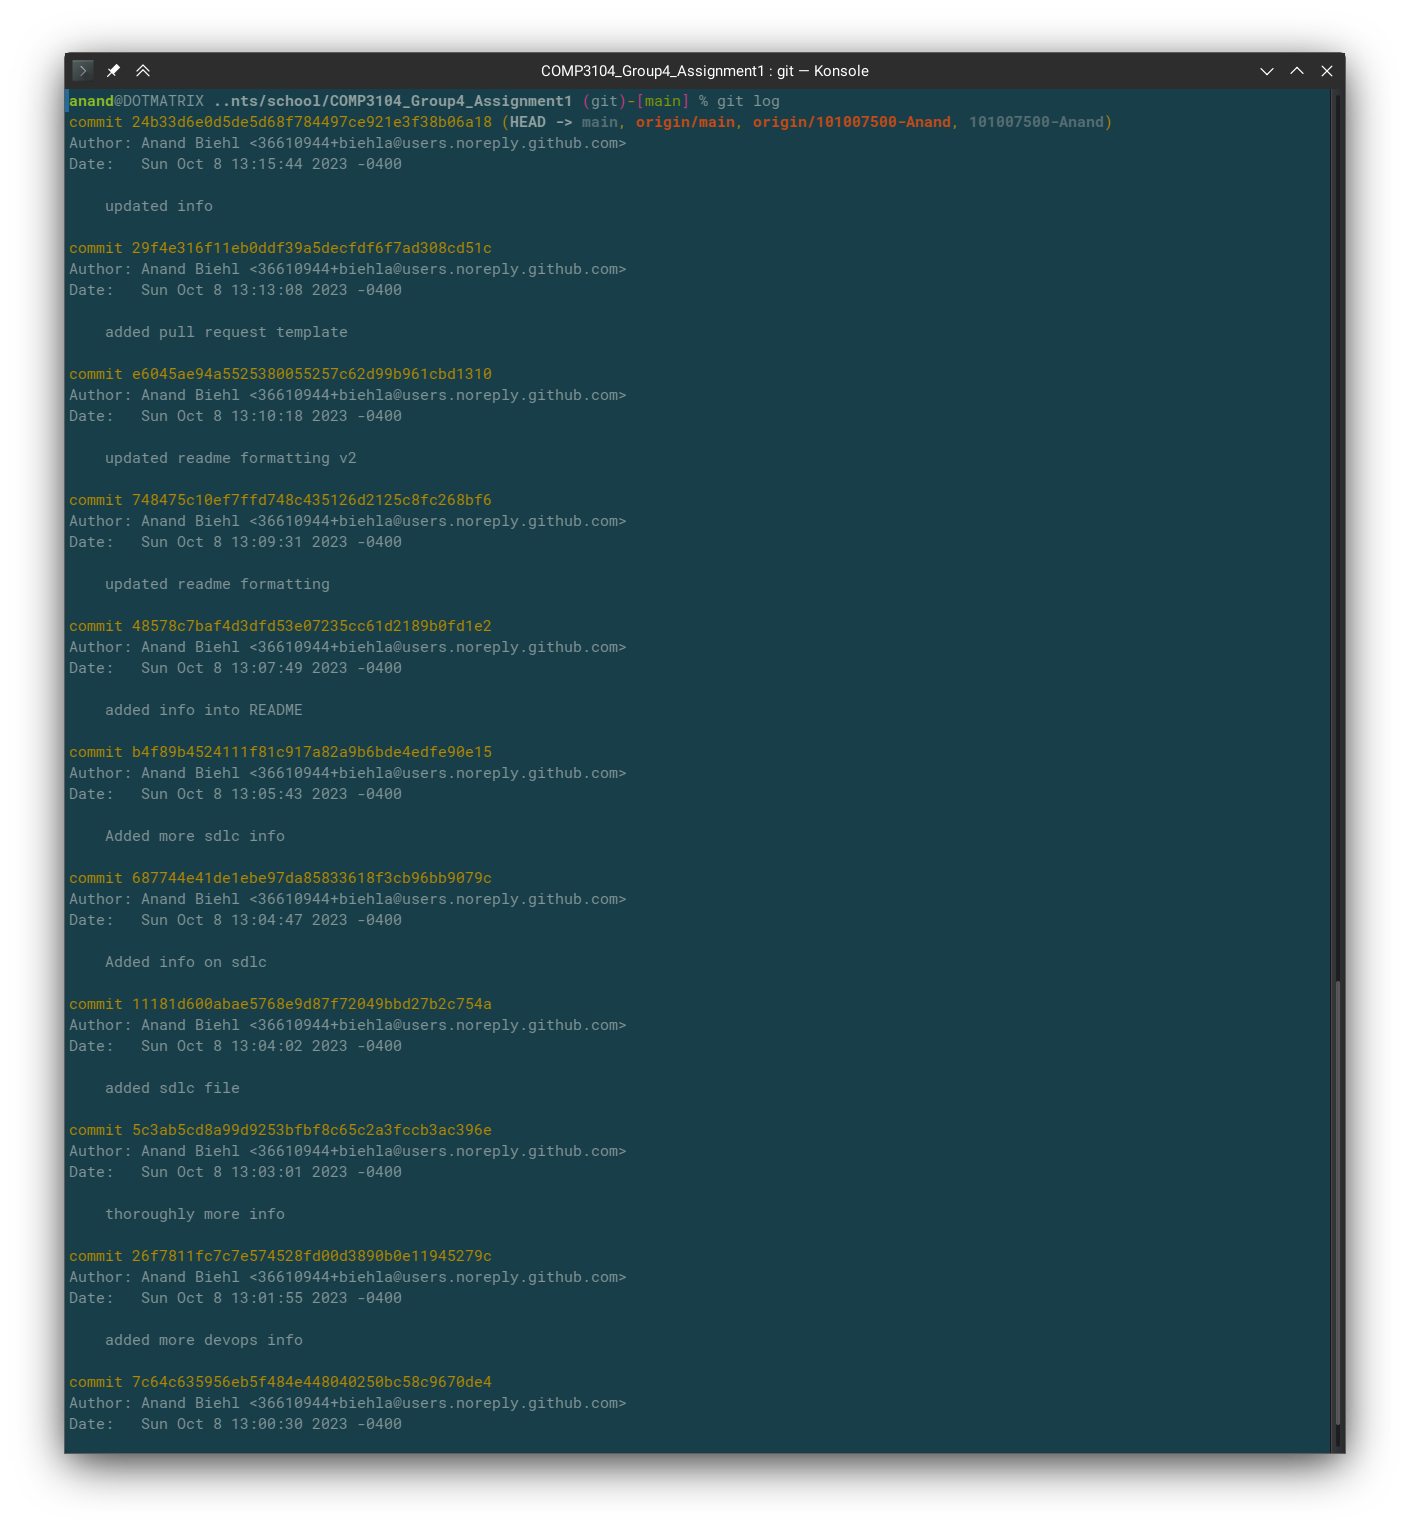 COMP3104_Group4_Assignment1 : git — Konsole
anand@DOTMATRIX ..nts/school/COMP3104_Group4_Assignment1 (git)-[main] % git log
commit 24b33d6e0d5de5d68f784497ce921e3f38b06a18 (HEAD -> main, origin/main, origin/101007500-Anand, 101007500-Anand)
Author: Anand Biehl <36610944+biehla@users.noreply.github.com>
Date:   Sun Oct 8 13:15:44 2023 -0400
    updated info
commit 29f4e316f11eb0ddf39a5decfdf6f7ad308cd51c
Author: Anand Biehl <36610944+biehla@users.noreply.github.com>
Date:   Sun Oct 8 13:13:08 2023 -0400
    added pull request template
commit e6045ae94a5525380055257c62d99b961cbd1310
Author: Anand Biehl <36610944+biehla@users.noreply.github.com>
Date:   Sun Oct 8 13:10:18 2023 -0400
    updated readme formatting v2
commit 748475c10ef7ffd748c435126d2125c8fc268bf6
Author: Anand Biehl <36610944+biehla@users.noreply.github.com>
Date:   Sun Oct 8 13:09:31 2023 -0400
    updated readme formatting
commit 48578c7baf4d3dfd53e07235cc61d2189b0fd1e2
Author: Anand Biehl <36610944+biehla@users.noreply.github.com>
Date:   Sun Oct 8 13:07:49 2023 -0400
    added info into README
commit b4f89b4524111f81c917a82a9b6bde4edfe90e15
Author: Anand Biehl <36610944+biehla@users.noreply.github.com>
Date:   Sun Oct 8 13:05:43 2023 -0400
    Added more sdlc info
commit 687744e41de1ebe97da85833618f3cb96bb9079c
Author: Anand Biehl <36610944+biehla@users.noreply.github.com>
Date:   Sun Oct 8 13:04:47 2023 -0400
    Added info on sdlc
commit 11181d600abae5768e9d87f72049bbd27b2c754a
Author: Anand Biehl <36610944+biehla@users.noreply.github.com>
Date:   Sun Oct 8 13:04:02 2023 -0400
    added sdlc file
commit 5c3ab5cd8a99d9253bfbf8c65c2a3fccb3ac396e
Author: Anand Biehl <36610944+biehla@users.noreply.github.com>
Date:   Sun Oct 8 13:03:01 2023 -0400
    thoroughly more info
commit 26f7811fc7c7e574528fd00d3890b0e11945279c
Author: Anand Biehl <36610944+biehla@users.noreply.github.com>
Date:   Sun Oct 8 13:01:55 2023 -0400
    added more devops info
commit 7c64c635956eb5f484e448040250bc58c9670de4
Author: Anand Biehl <36610944+biehla@users.noreply.github.com>
Date:   Sun Oct 8 13:00:30 2023 -0400